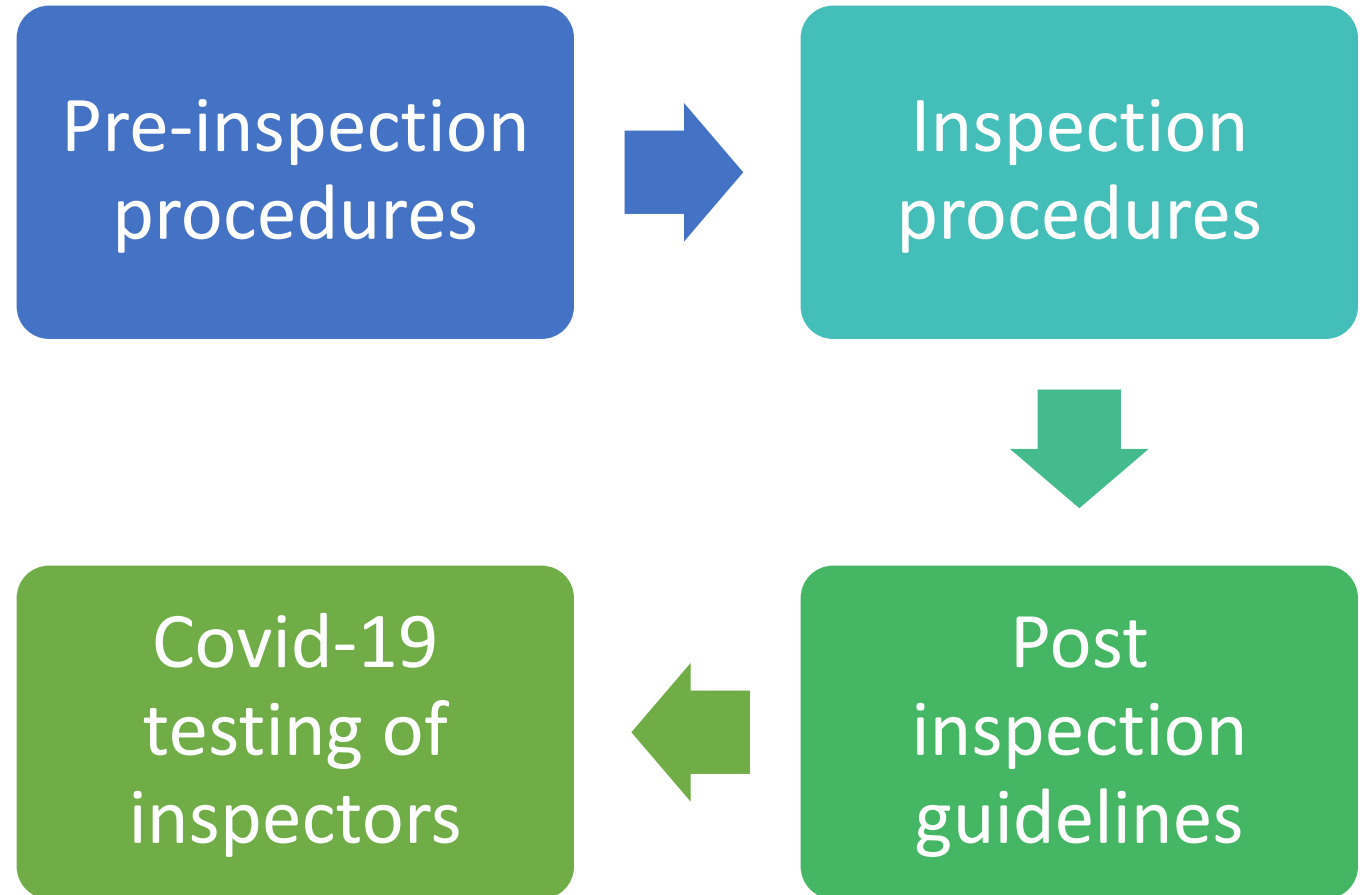 Pre-inspection
procedures
Inspection
procedures
Post
inspection
guidelines
Covid-19
testing of
inspectors